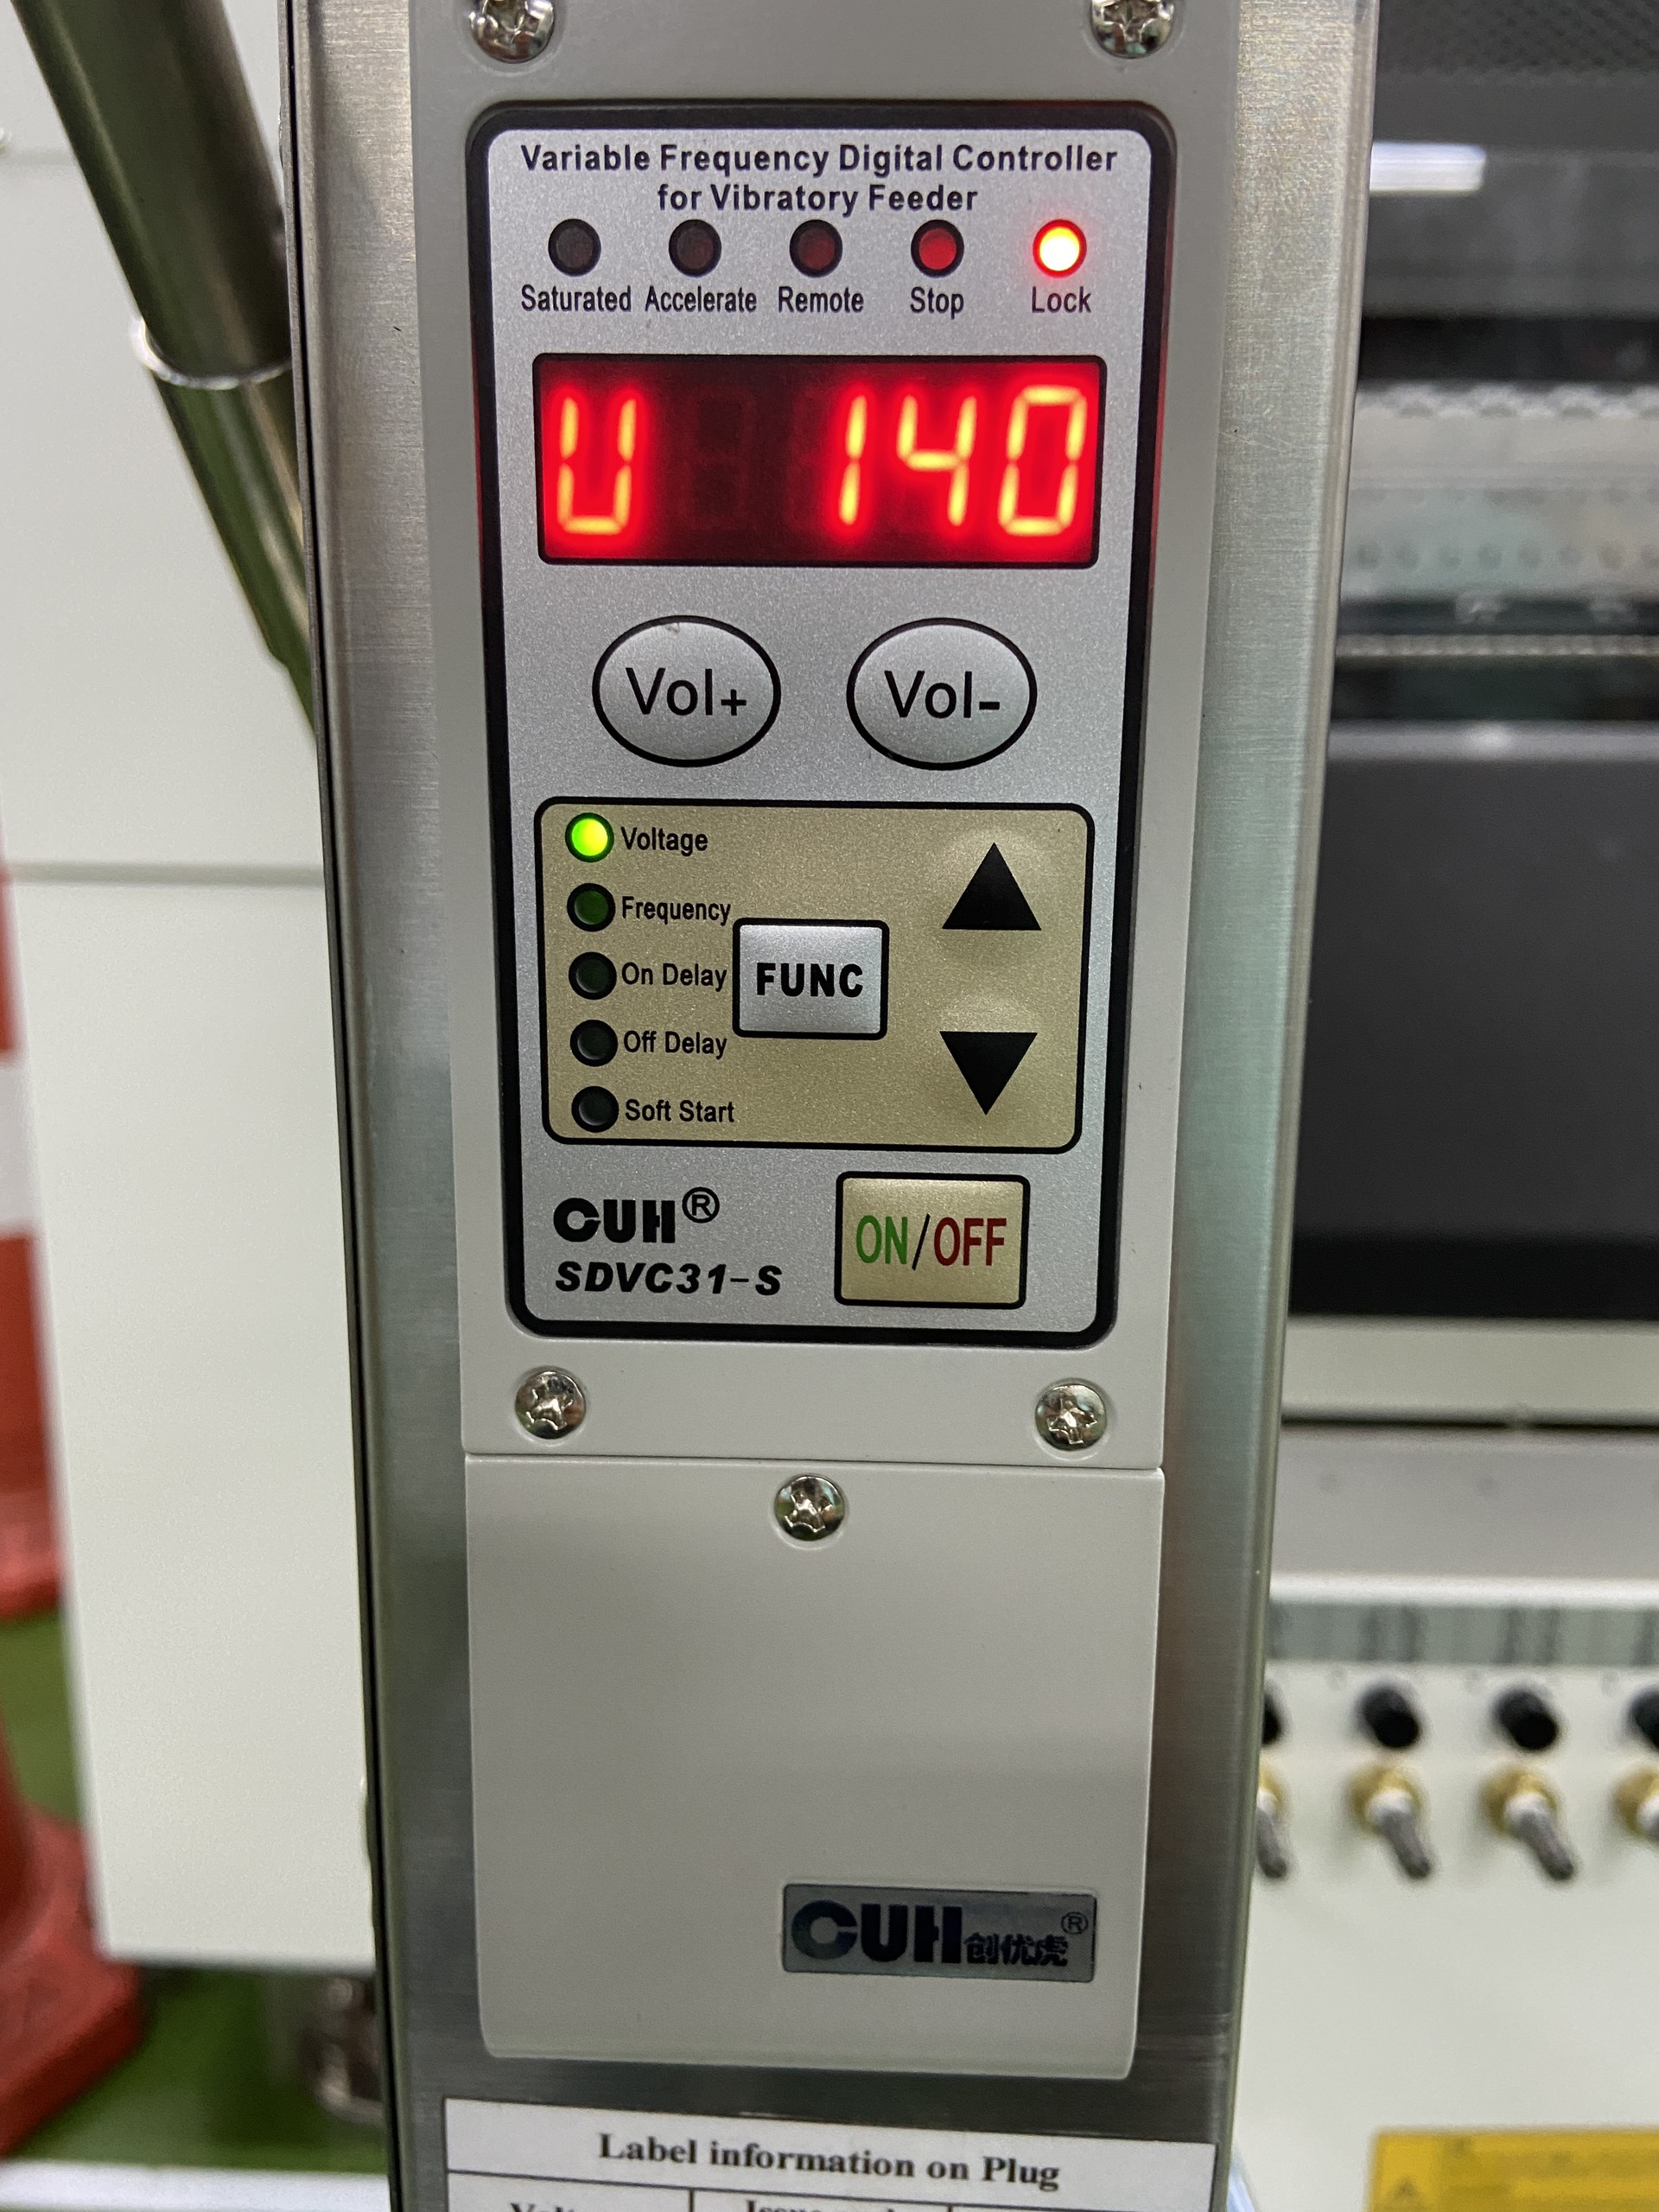 Variable Frequency Digital Controller
for Vibratory Feeder
Saturated Accelerate Remote Stop Lock
U 140
Vol+ Vol-
Voltage
Frequency
On Delay
FUNC
Off Delay
Soft Start
CUH®
SDVC31-S
ON/OFF
CUH创优虎®
Label information on Plug